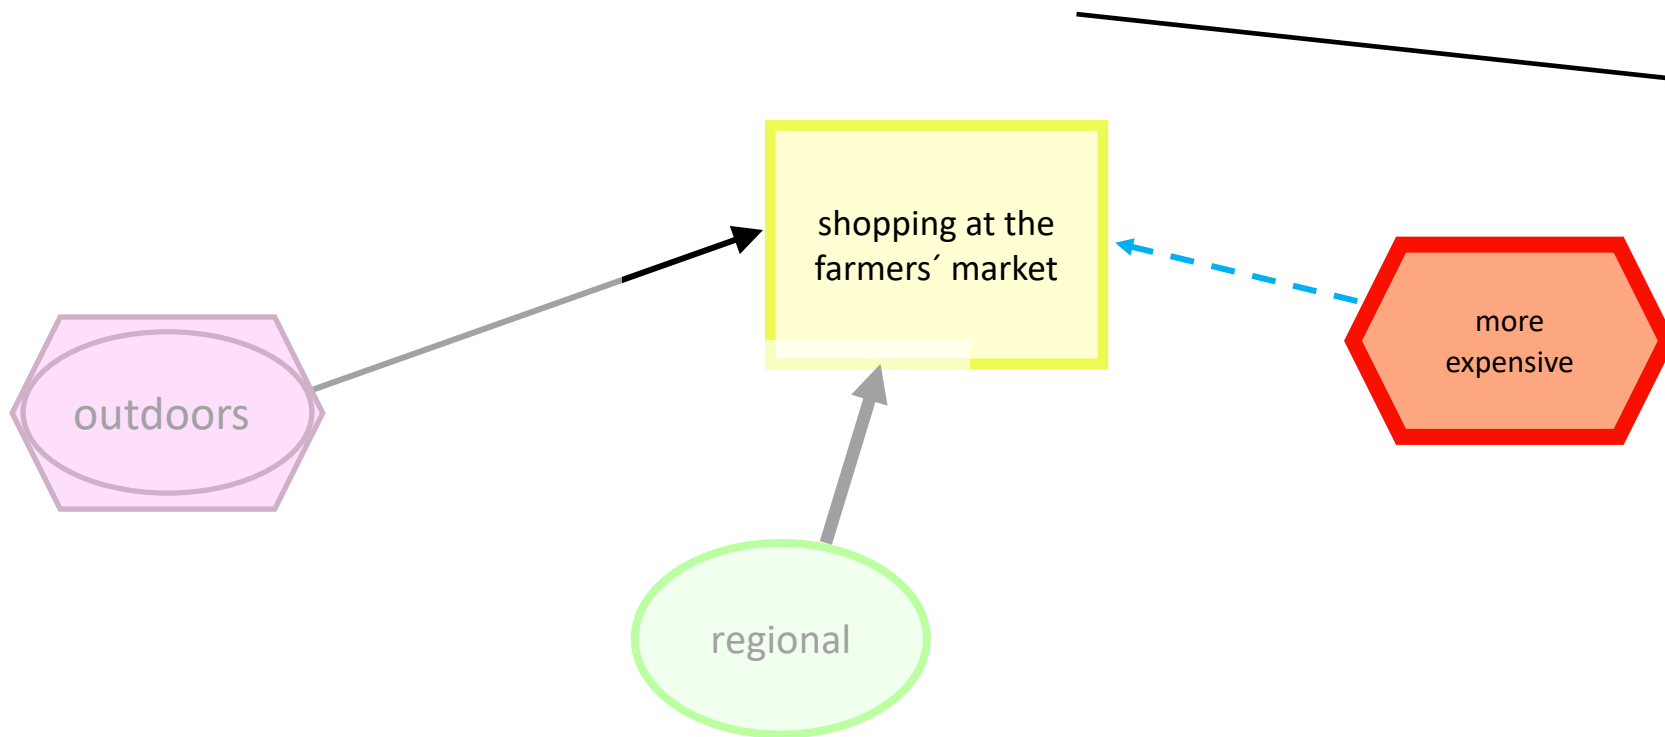 shopping at the
farmers´ market
more
expensive
outdoors
regional